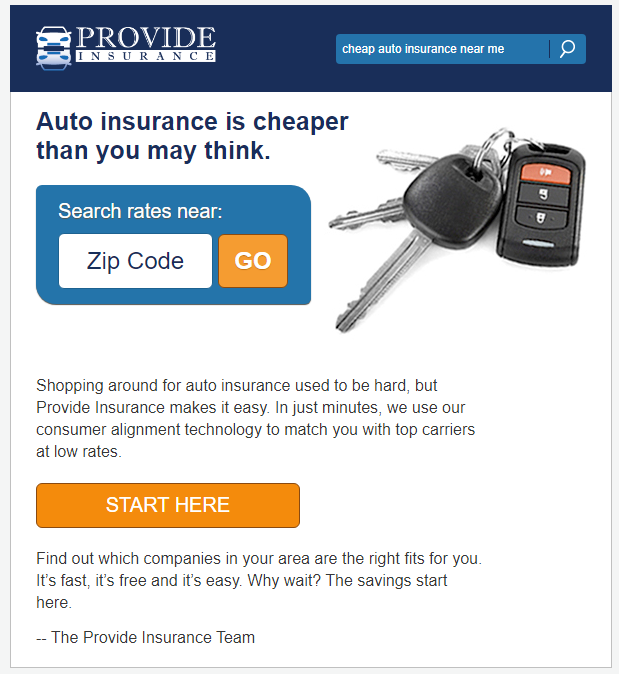 PROVIDE
INSURANCE
cheap auto insurance near me
Auto insurance is cheaper
than you may think.
Search rates near:
Zip Code
GO
Shopping around for auto insurance used to be hard, but
Provide Insurance makes it easy. In just minutes, we use our
consumer alignment technology to match you with top carriers
at low rates.
START HERE
Find out which companies in your area are the right fits for you.
It’s fast, it’s free and it’s easy. Why wait? The savings start
here.
-- The Provide Insurance Team